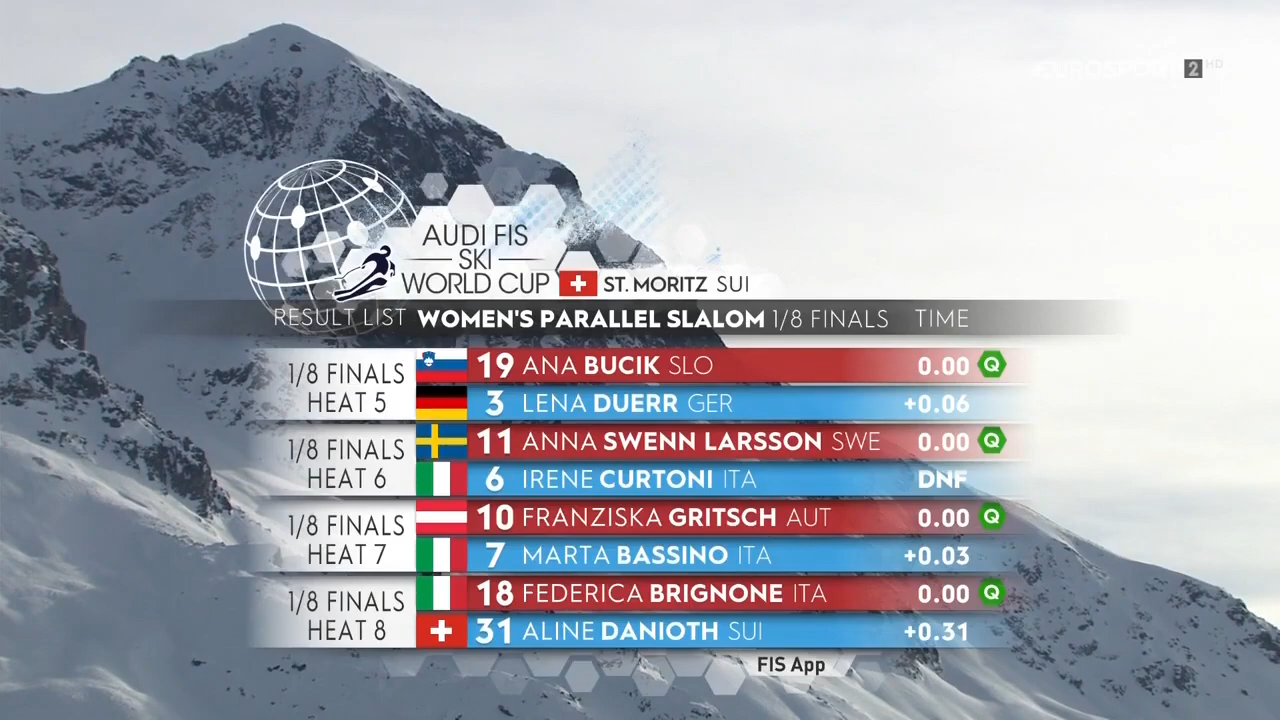 EUROSPORT 2 HD
AUDI FIS
SKI
WORLD CUP
ST. MORITZ SUI
RESULT LIST WOMEN'S PARALLEL SLALOM 1/8 FINALS TIME
1/8 FINALS
HEAT 5
19 ANA BUCIK SLO 0.00 Q
3 LENA DUERR GER +0.06
1/8 FINALS
HEAT 6
11 ANNA SWENN LARSSON SWE 0.00 Q
6 IRENE CURTONI ITA DNF
1/8 FINALS
HEAT 7
10 FRANZISKA GRITSCH AUT 0.00 Q
7 MARTA BASSINO ITA +0.03
1/8 FINALS
HEAT 8
18 FEDERICA BRIGNONE ITA 0.00 Q
31 ALINE DANIOTH SUI +0.31
FIS App